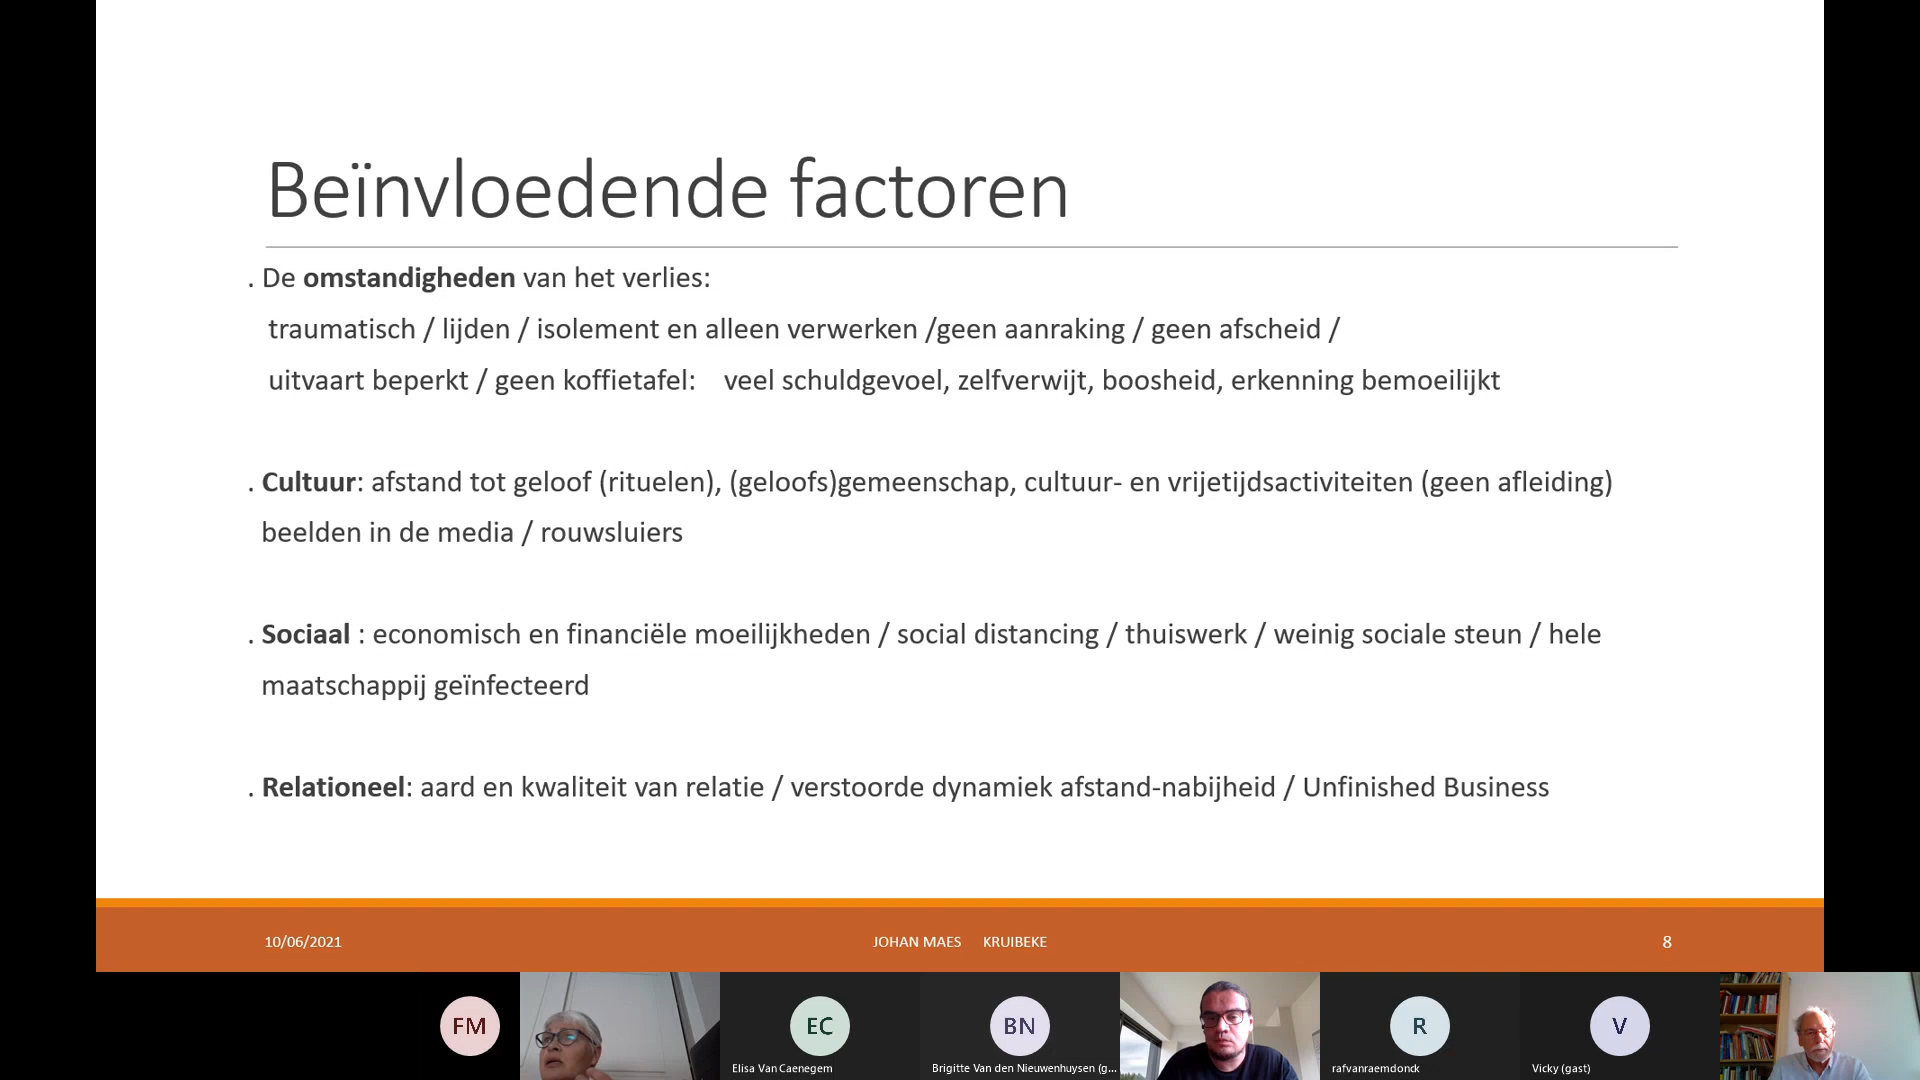 Beïnvloedende factoren
. De omstandigheden van het verlies:
traumatisch / lijden / isolement en alleen verwerken /geen aanraking / geen afscheid /
uitvaart beperkt / geen koffietafel: veel schuldgevoel, zelfverwijt, boosheid, erkenning bemoeilijkt
. Cultuur: afstand tot geloof (rituelen), (geloofs)gemeenschap, cultuur- en vrijetijdsactiviteiten (geen afleiding)
beelden in de media / rouwsluiers
. Sociaal : economisch en financiële moeilijkheden / social distancing / thuiswerk / weinig sociale steun / hele
maatschappij geïnfecteerd
. Relationeel: aard en kwaliteit van relatie / verstoorde dynamiek afstand-nabijheid / Unfinished Business
10/06/2021 JOHAN MAES KRUIBEKE 8
FM EC BN R V
Elisa Van Caenegem Brigitte Van den Nieuwenhuysen (g... rafvanraemdonck Vicky (gast)